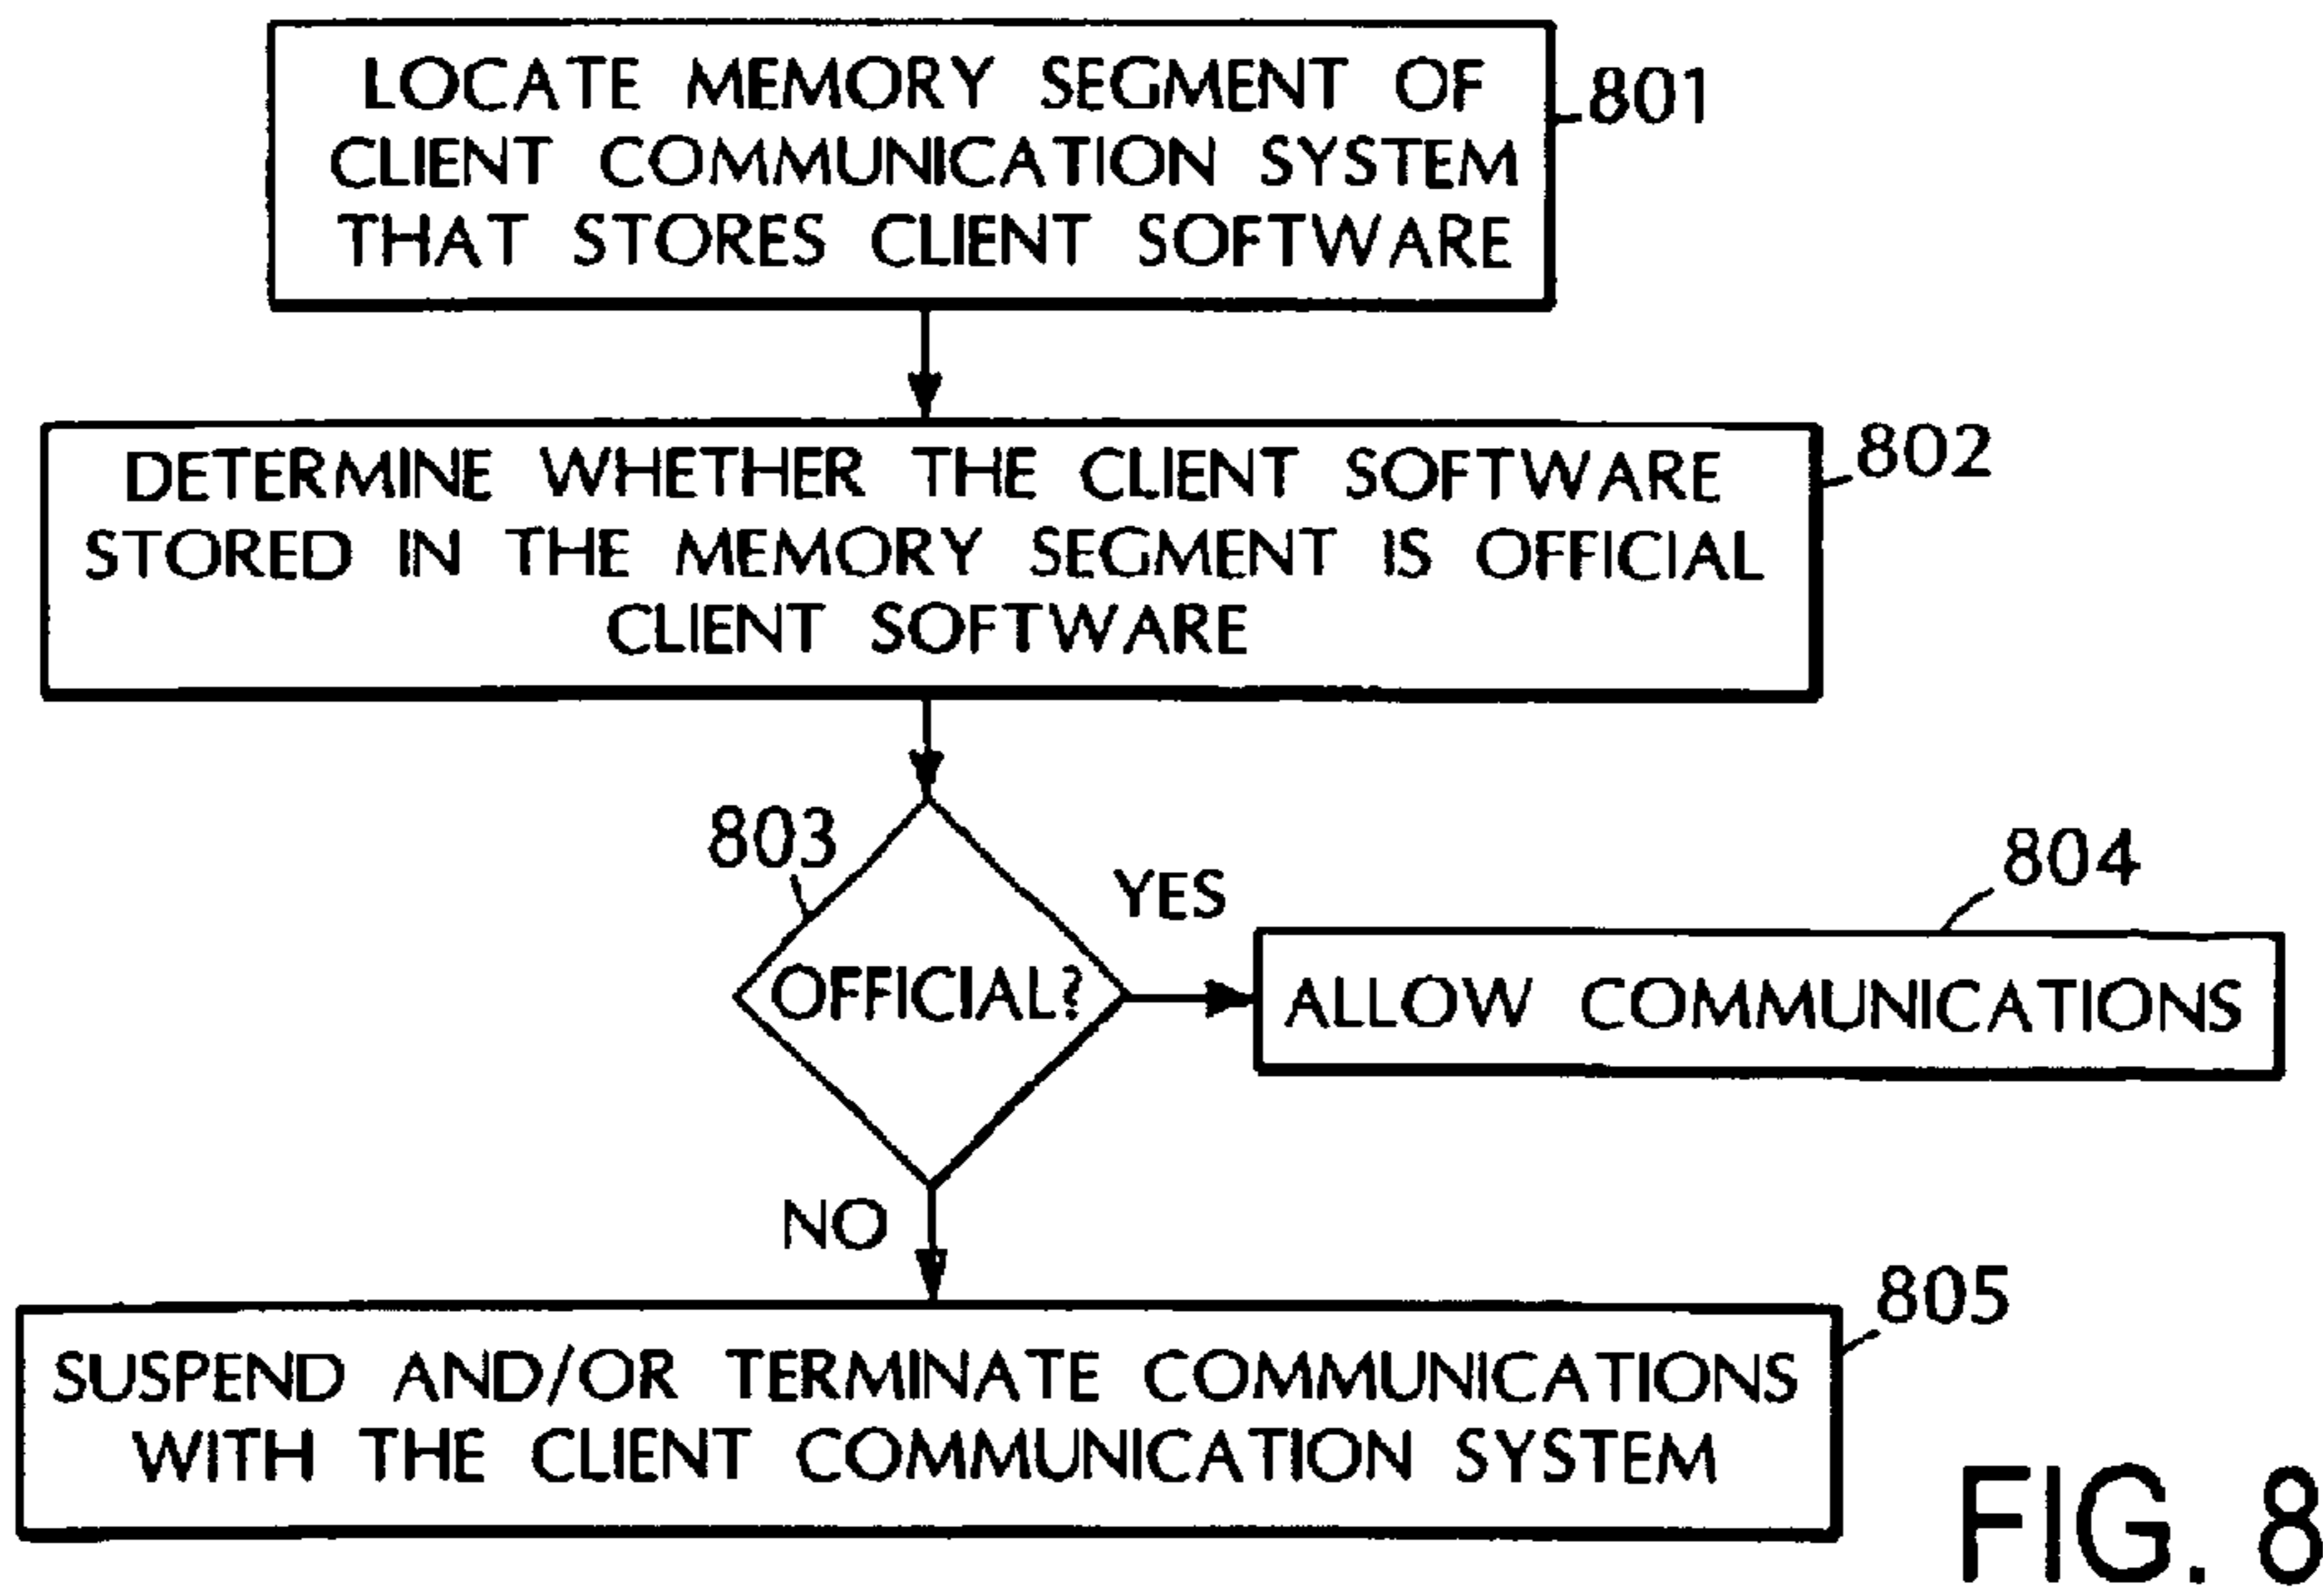 LOCATE MEMORY SEGMENT OF
CLIENT COMMUNICATION SYSTEM
THAT STORES CLIENT SOFTWARE
801
DETERMINE WHETHER THE CLIENT SOFTWARE
STORED IN THE MEMORY SEGMENT IS OFFICIAL
CLIENT SOFTWARE
802
803
OFFICIAL?
YES
804
ALLOW COMMUNICATIONS
NO
805
SUSPEND AND/OR TERMINATE COMMUNICATIONS
WITH THE CLIENT COMMUNICATION SYSTEM
FIG. 8